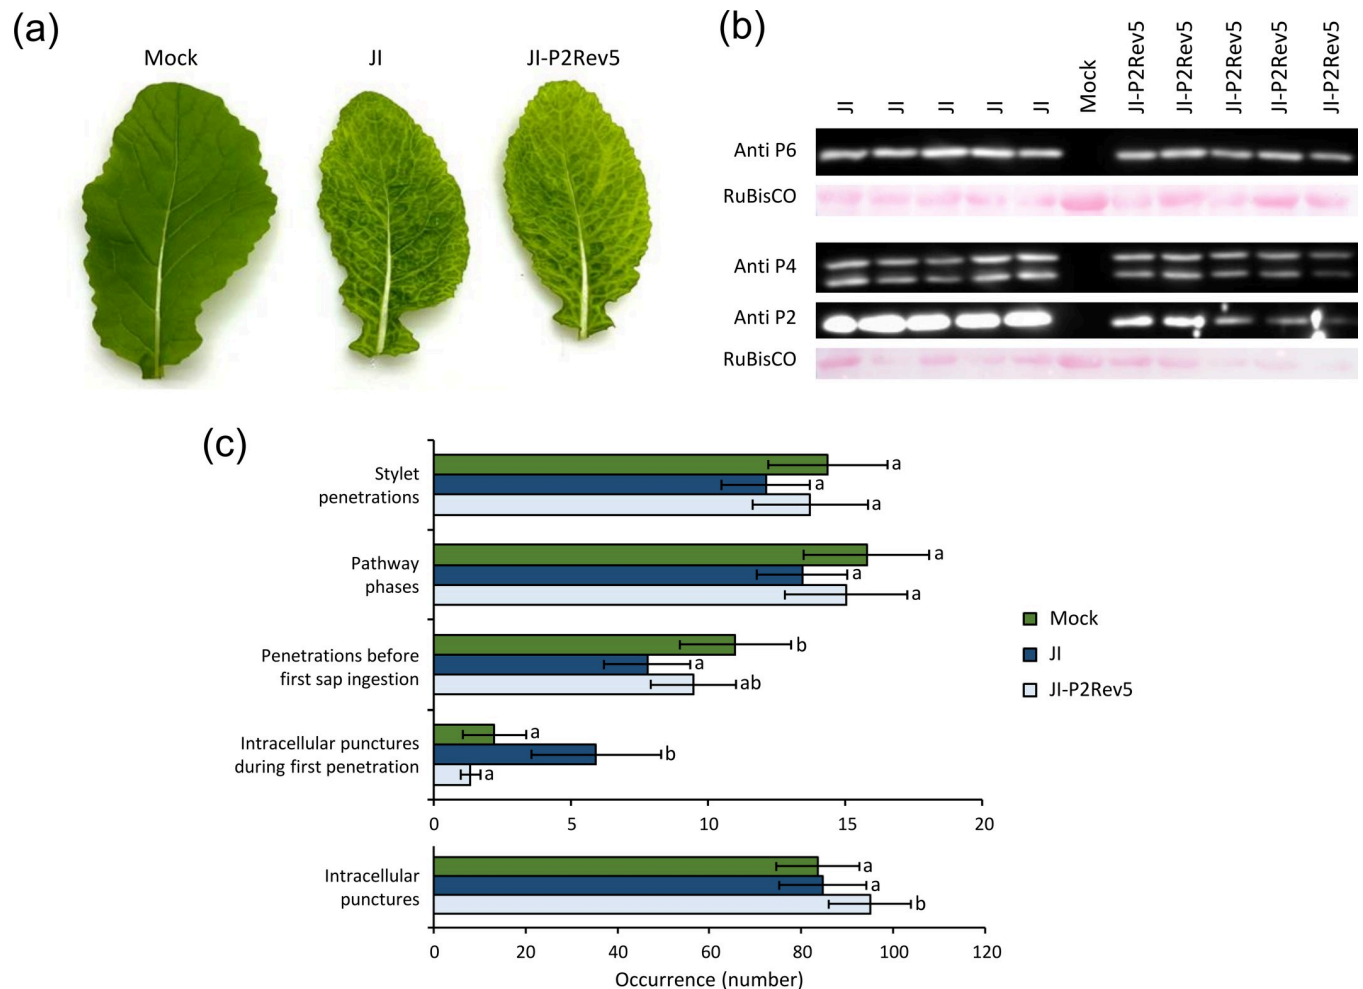 (a)
Mock
JI
JI-P2Rev5
(b)
JI
JI
JI
JI
JI
Mock
JI-P2Rev5
JI-P2Rev5
JI-P2Rev5
JI-P2Rev5
JI-P2Rev5
Anti P6
RuBisCO
Anti P4
Anti P2
RuBisCO
(c)
Stylet
penetrations
a
a
a
Pathway
phases
a
a
a
Penetrations before
first sap ingestion
b
a
ab
Intracellular punctures
during first penetration
a
b
a
0 5 10 15 20
Mock
JI
JI-P2Rev5
Intracellular
punctures
a
a
b
0 20 40 60 80 100 120
Occurrence (number)